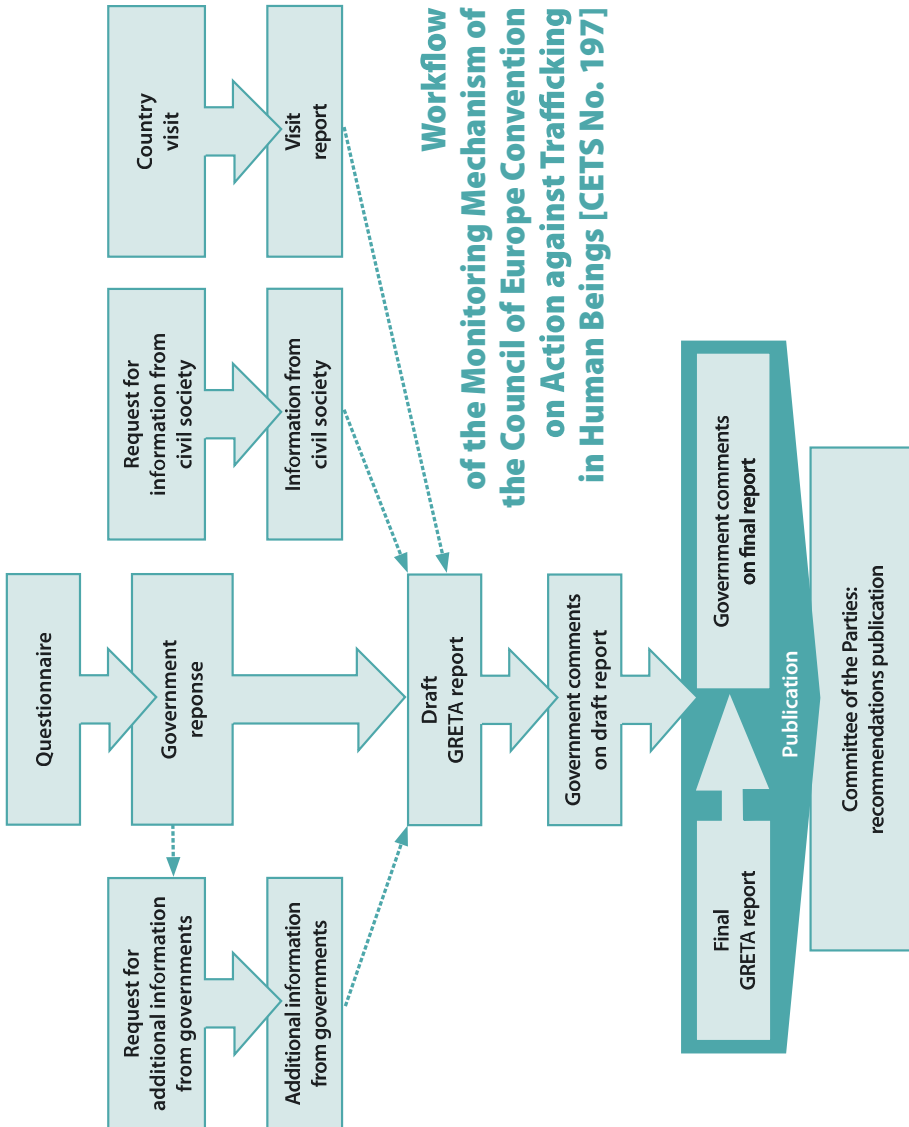 Questionnaire
Request for
additional information
from governments
Government
reponse
Request for
information from
civil society
Country
visit
Additional information
from governments
Information from
civil society
Visit
report
Draft
GRETA report
Workflow
of the Monitoring Mechanism of
the Council of Europe Convention
on Action against Trafficking
in Human Beings [CETS No. 197]
Government comments
on draft report
Final
GRETA report
Government comments
on final report
Publication
Committee of the Parties:
recommendations publication